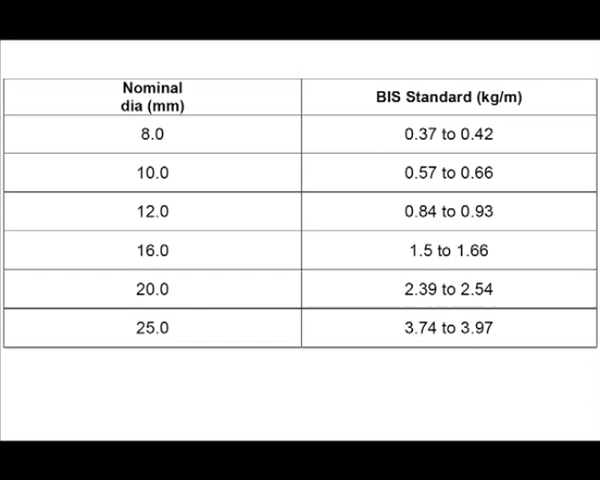 Nominal
dia (mm)
BIS Standard (kg/m)
8.0
0.37 to 0.42
10.0
0.57 to 0.66
12.0
0.84 to 0.93
16.0
1.5 to 1.66
20.0
2.39 to 2.54
25.0
3.74 to 3.97